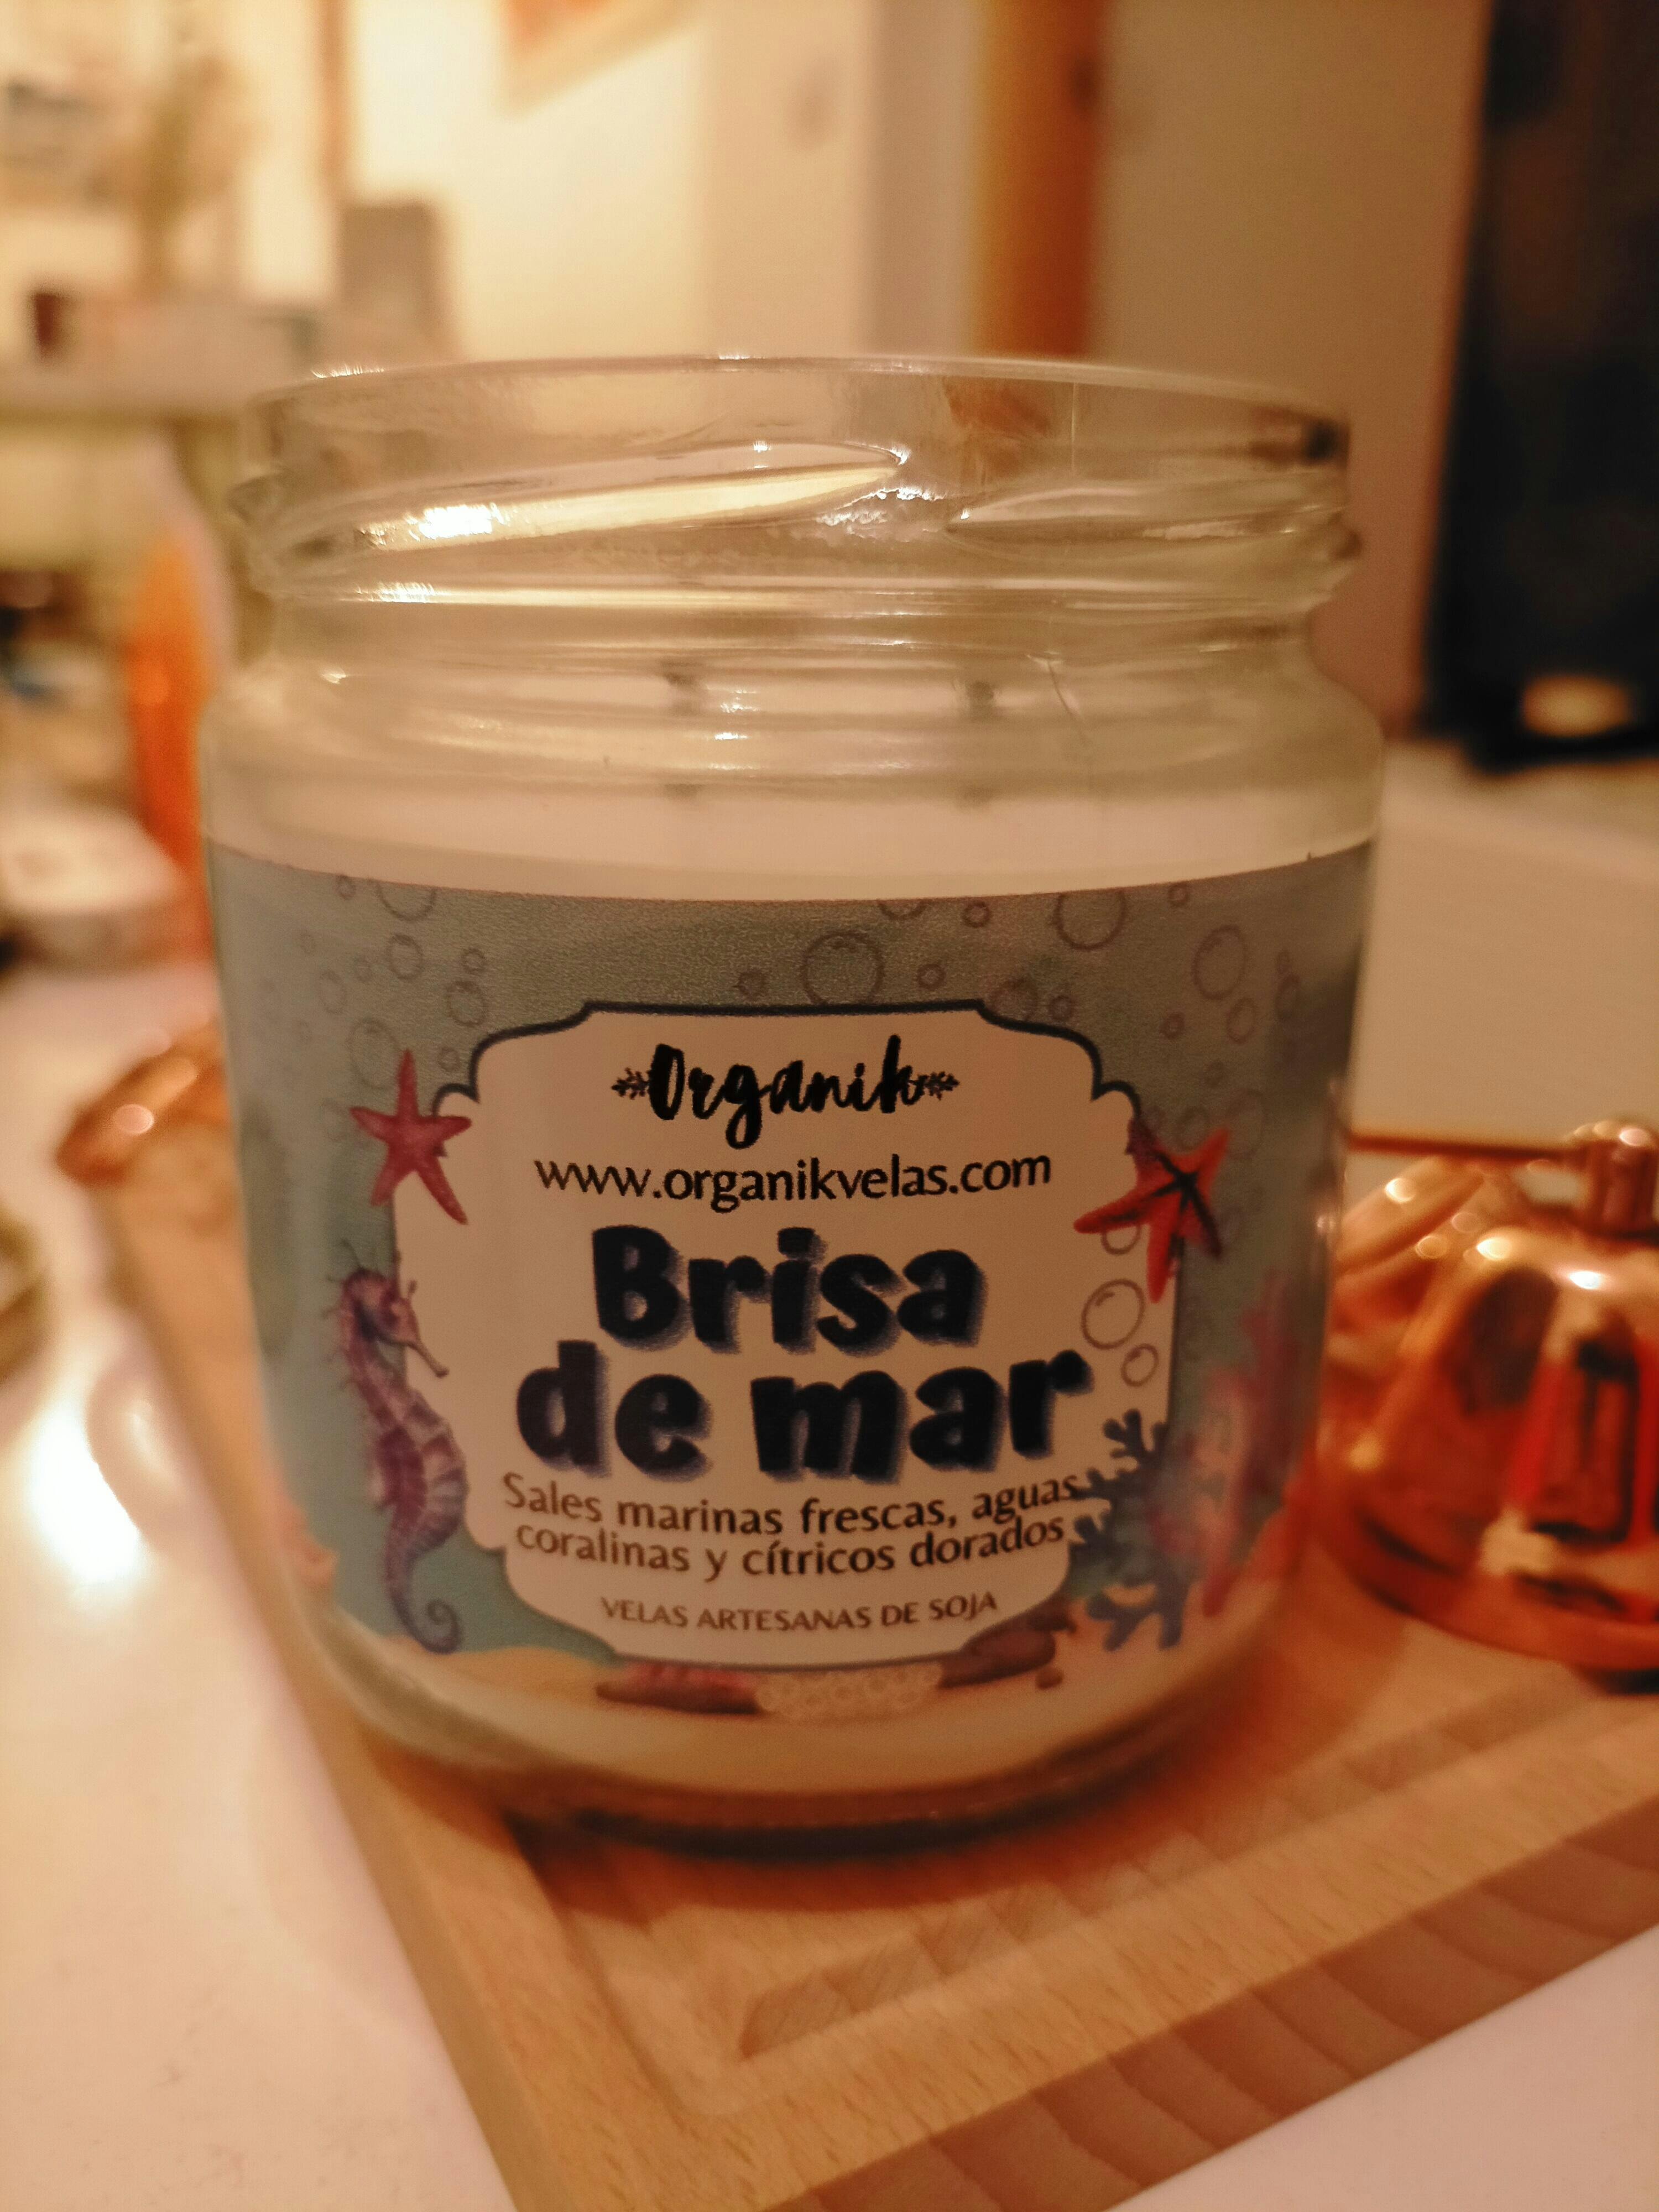 Organik
www.organikvelas.com
Brisa
de mar
Sales marinas frescas, aguas
coralinas y cítricos dorados
VELAS ARTESANAS DE SOJA